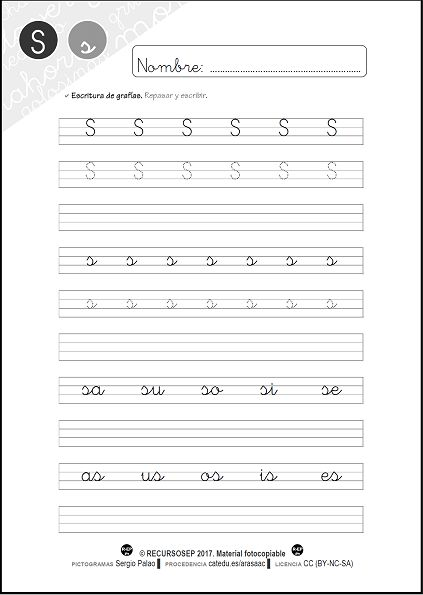 S s
Nombre: ..............................................................
✓ Escritura de grafías. Repasar y escribir.
S S S S S S
S S S S S S
s s s s s s s
s s s s s s s
sa su so si se
as us os is es
© RECURSOSEP 2017. Material fotocopiable
PICTOGRAMAS Sergio Palao PROCEDENCIA catedu.es/arasaac LICENCIA CC (BY-NC-SA)